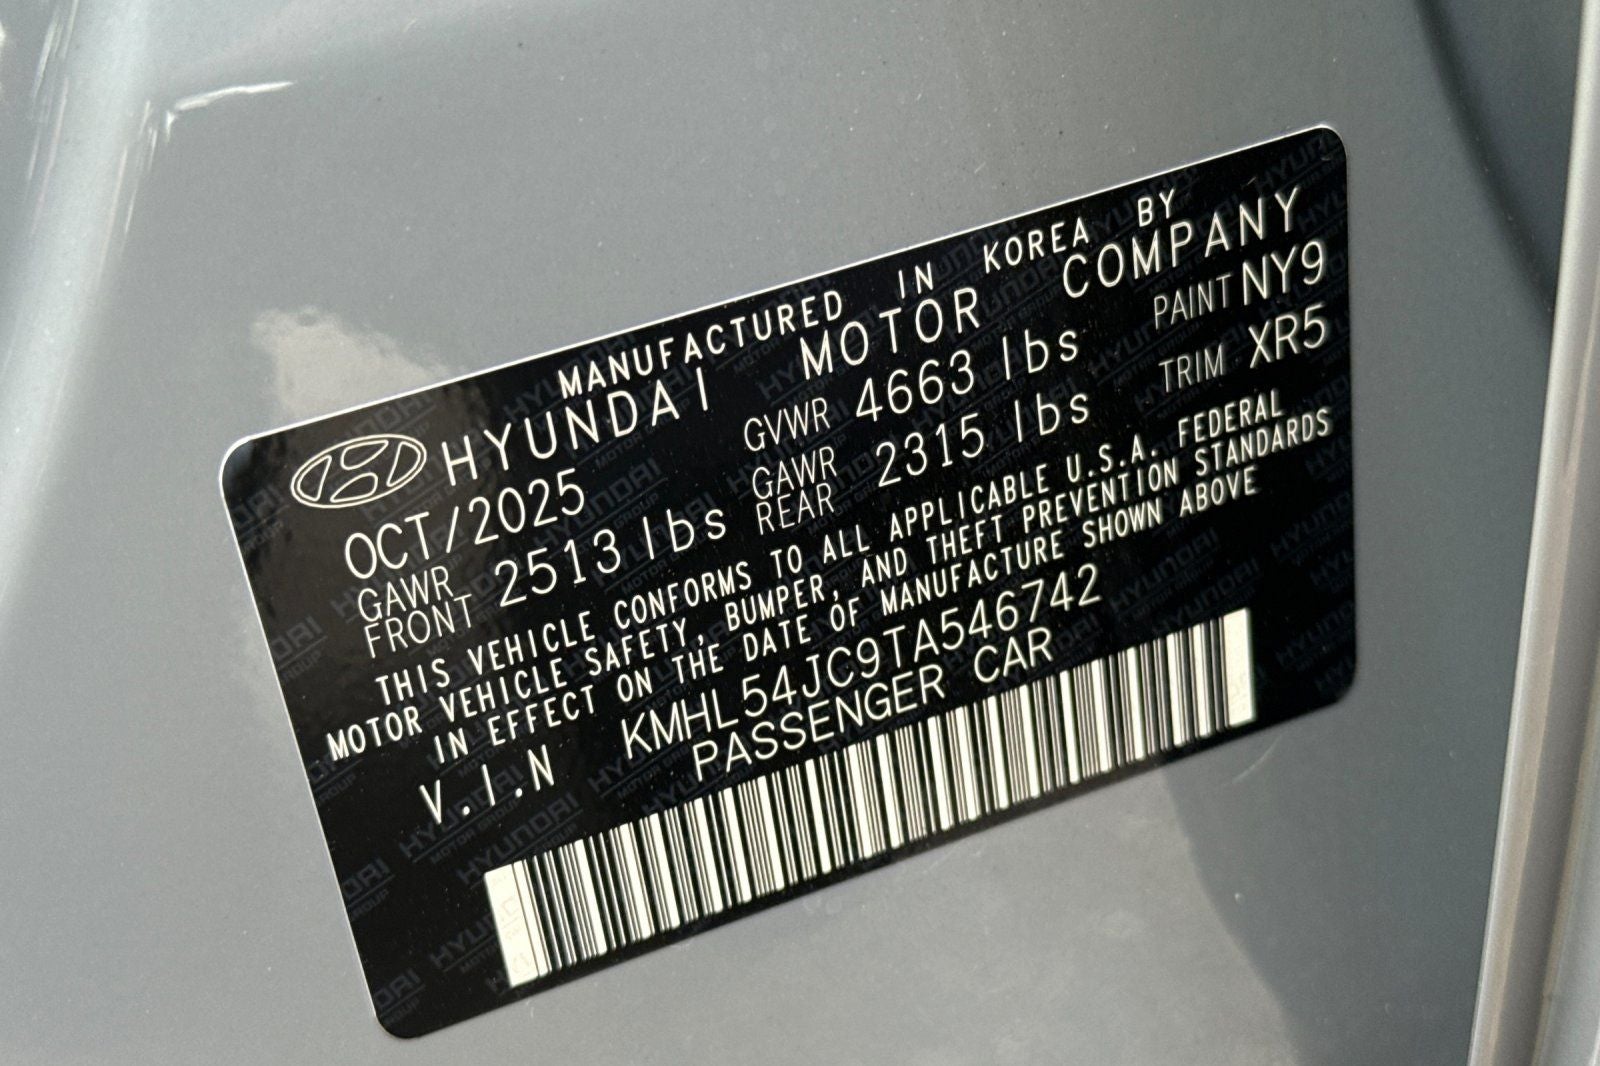 MANUFACTURED IN KOREA BY
HYUNDAI MOTOR COMPANY
OCT/2025 GVWR 4663 lbs PAINT NY9
GAWR FRONT 2513 lbs GAWR REAR 2315 lbs TRIM XR5
THIS VEHICLE CONFORMS TO ALL APPLICABLE U.S.A. FEDERAL
MOTOR VEHICLE SAFETY, BUMPER, AND THEFT PREVENTION STANDARDS
IN EFFECT ON THE DATE OF MANUFACTURE SHOWN ABOVE
V.I.N KMHL54JC9TA546742
PASSENGER CAR